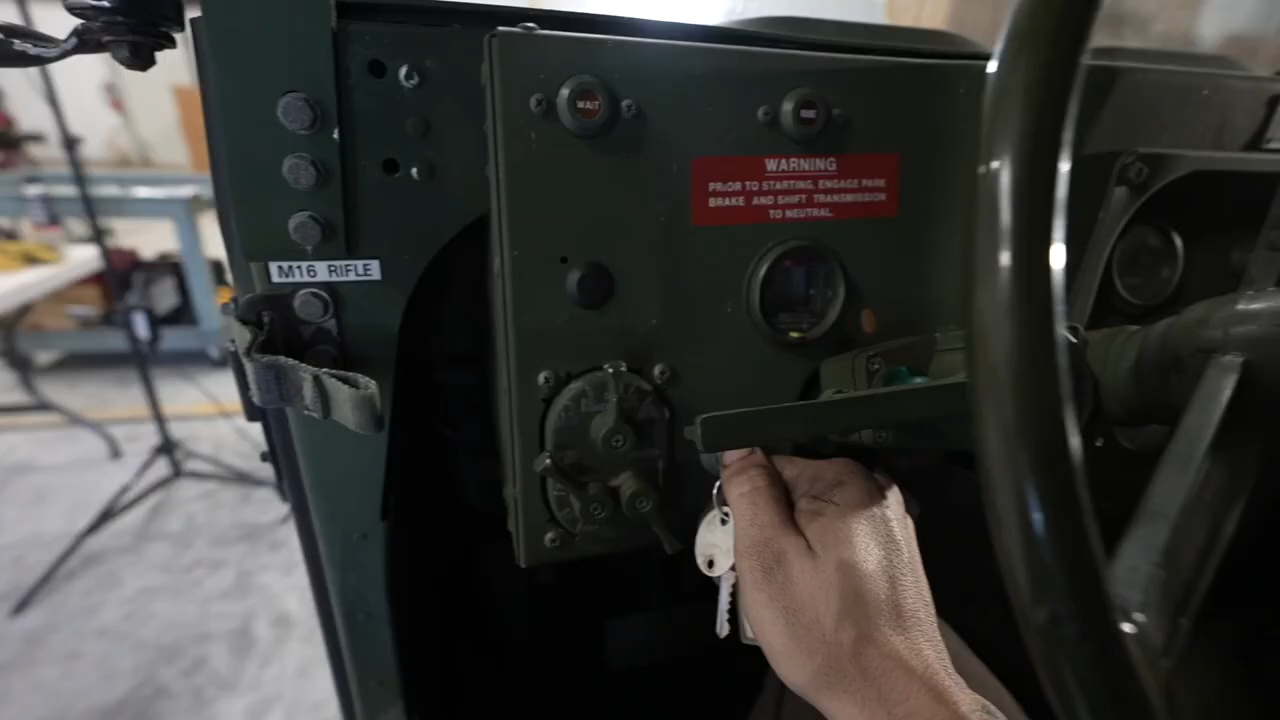 WAIT
WARNING
PRIOR TO STARTING, ENGAGE PARK
BRAKE AND SHIFT TRANSMISSION
TO NEUTRAL.
M16 RIFLE